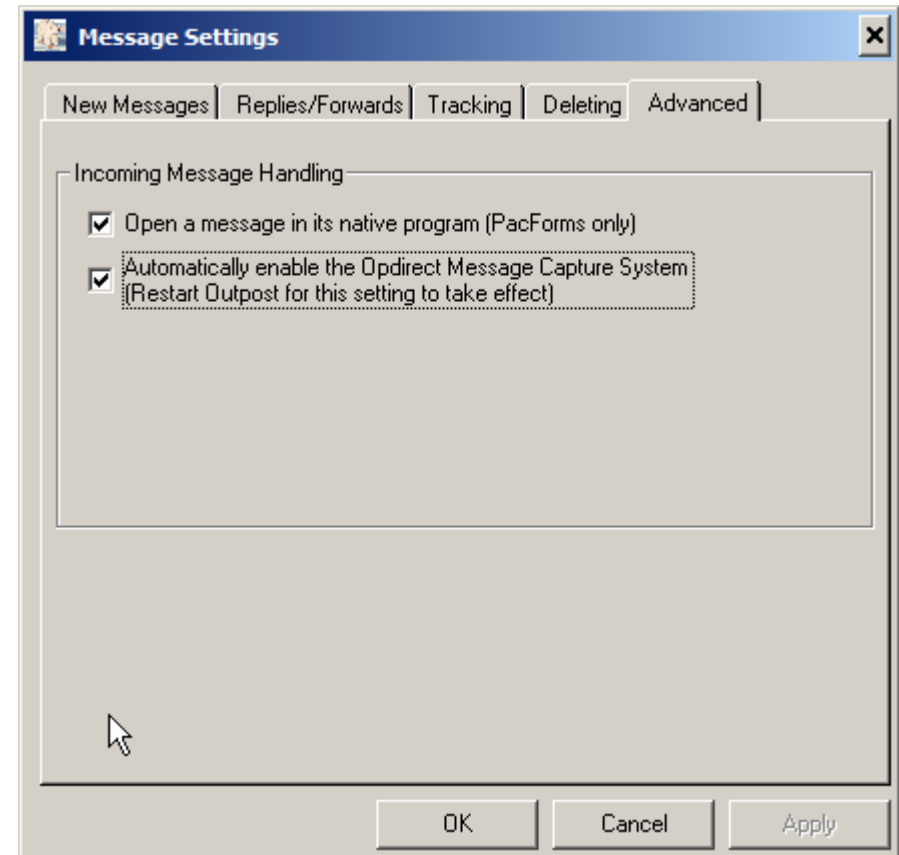 Message Settings
New Messages Replies/Forwards Tracking Deleting Advanced
Incoming Message Handling
Open a message in its native program (PacForms only)
Automatically enable the Opdirect Message Capture System
(Restart Outpost for this setting to take effect)
OK Cancel Apply